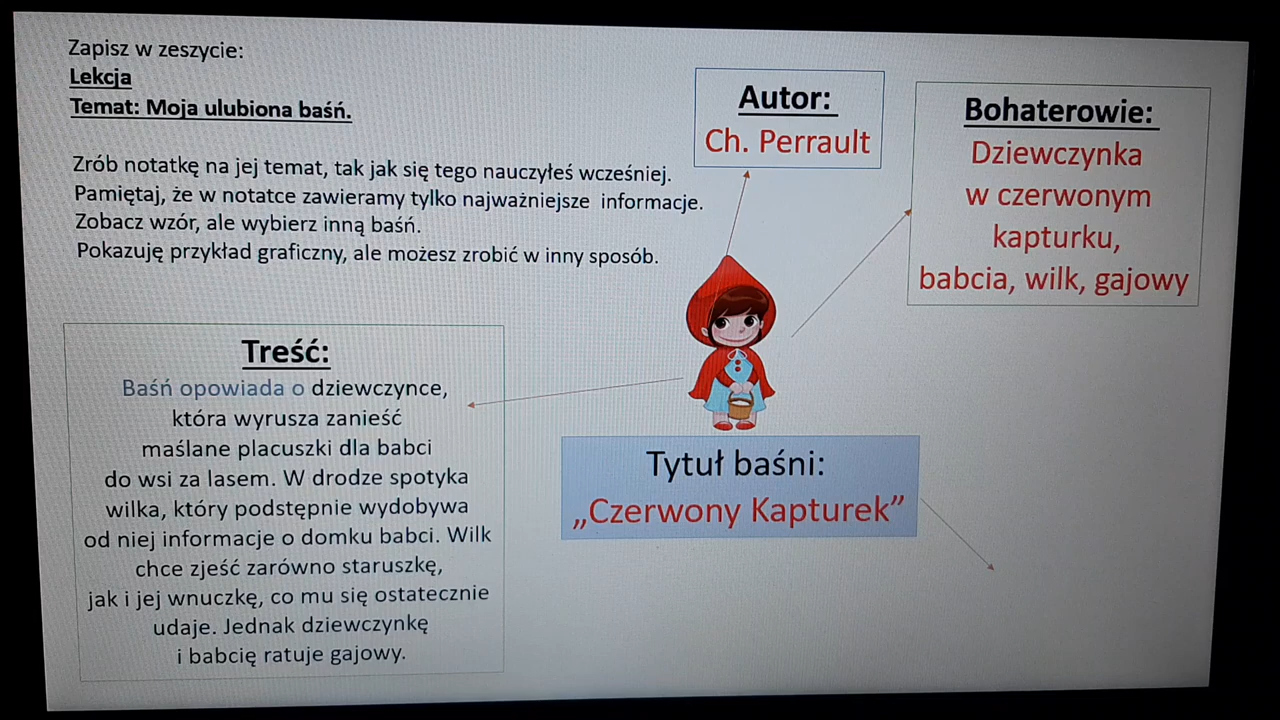 Zapisz w zeszycie:
Lekcja
Temat: Moja ulubiona baśń.
Zrób notatkę na jej temat, tak jak się tego nauczyłeś wcześniej.
Pamiętaj, że w notatce zawieramy tylko najważniejsze informacje.
Zobacz wzór, ale wybierz inną baśń.
Pokazuję przykład graficzny, ale możesz zrobić w inny sposób.
Autor:
Ch. Perrault
Bohaterowie:
Dziewczynka
w czerwonym
kapturku,
babcia, wilk, gajowy
Treść:
Baśń opowiada o dziewczynce,
która wyrusza zanieść
maślane placuszki dla babci
do wsi za lasem. W drodze spotyka
wilka, który podstępnie wydobywa
od niej informacje o domku babci. Wilk
chce zjeść zarówno staruszkę,
jak i jej wnuczkę, co mu się ostatecznie
udaje. Jednak dziewczynkę
i babcię ratuje gajowy.
Tytuł baśni:
„Czerwony Kapturek”